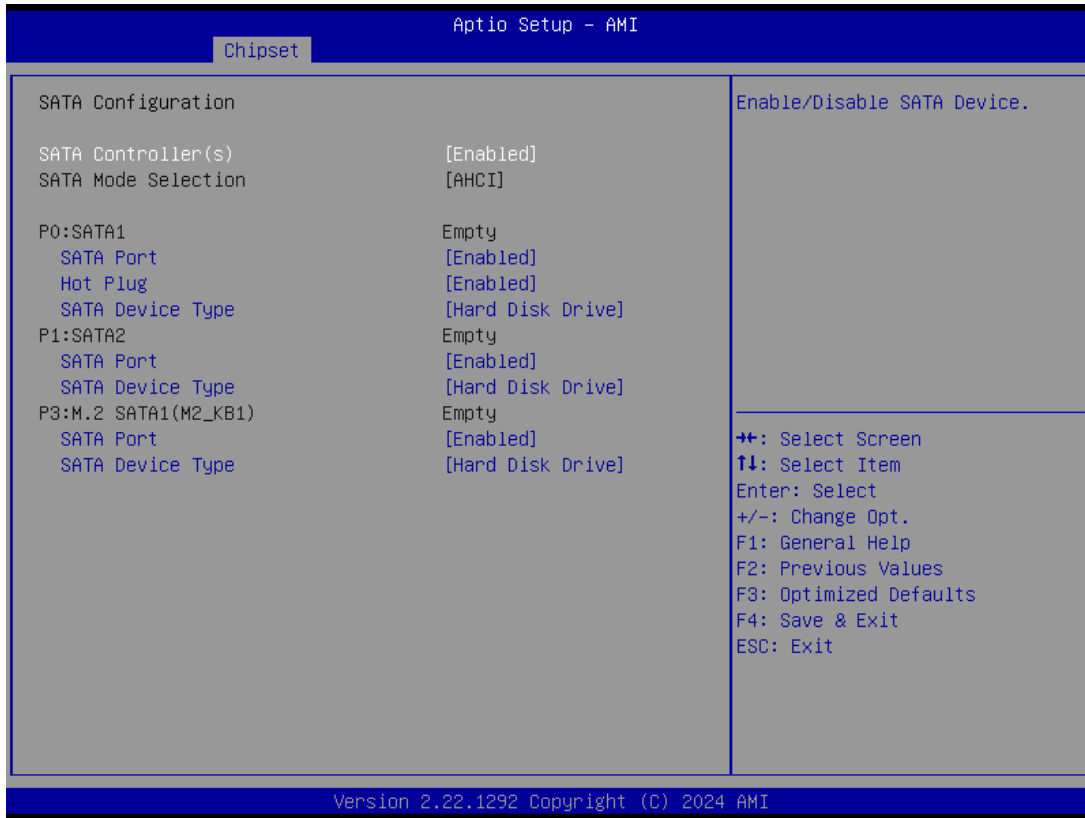 Aptio Setup - AMI
Chipset
SATA Configuration
SATA Controller(s) [Enabled]
SATA Mode Selection [AHCI]
P0:SATA1 Empty
SATA Port [Enabled]
Hot Plug [Enabled]
SATA Device Type [Hard Disk Drive]
P1:SATA2 Empty
SATA Port [Enabled]
SATA Device Type [Hard Disk Drive]
P3:M.2 SATA1(M2_KB1) Empty
SATA Port [Enabled]
SATA Device Type [Hard Disk Drive]
Enable/Disable SATA Device.
→←: Select Screen
↑↓: Select Item
Enter: Select
+/-: Change Opt.
F1: General Help
F2: Previous Values
F3: Optimized Defaults
F4: Save & Exit
ESC: Exit
Version 2.22.1292 Copyright (C) 2024 AMI